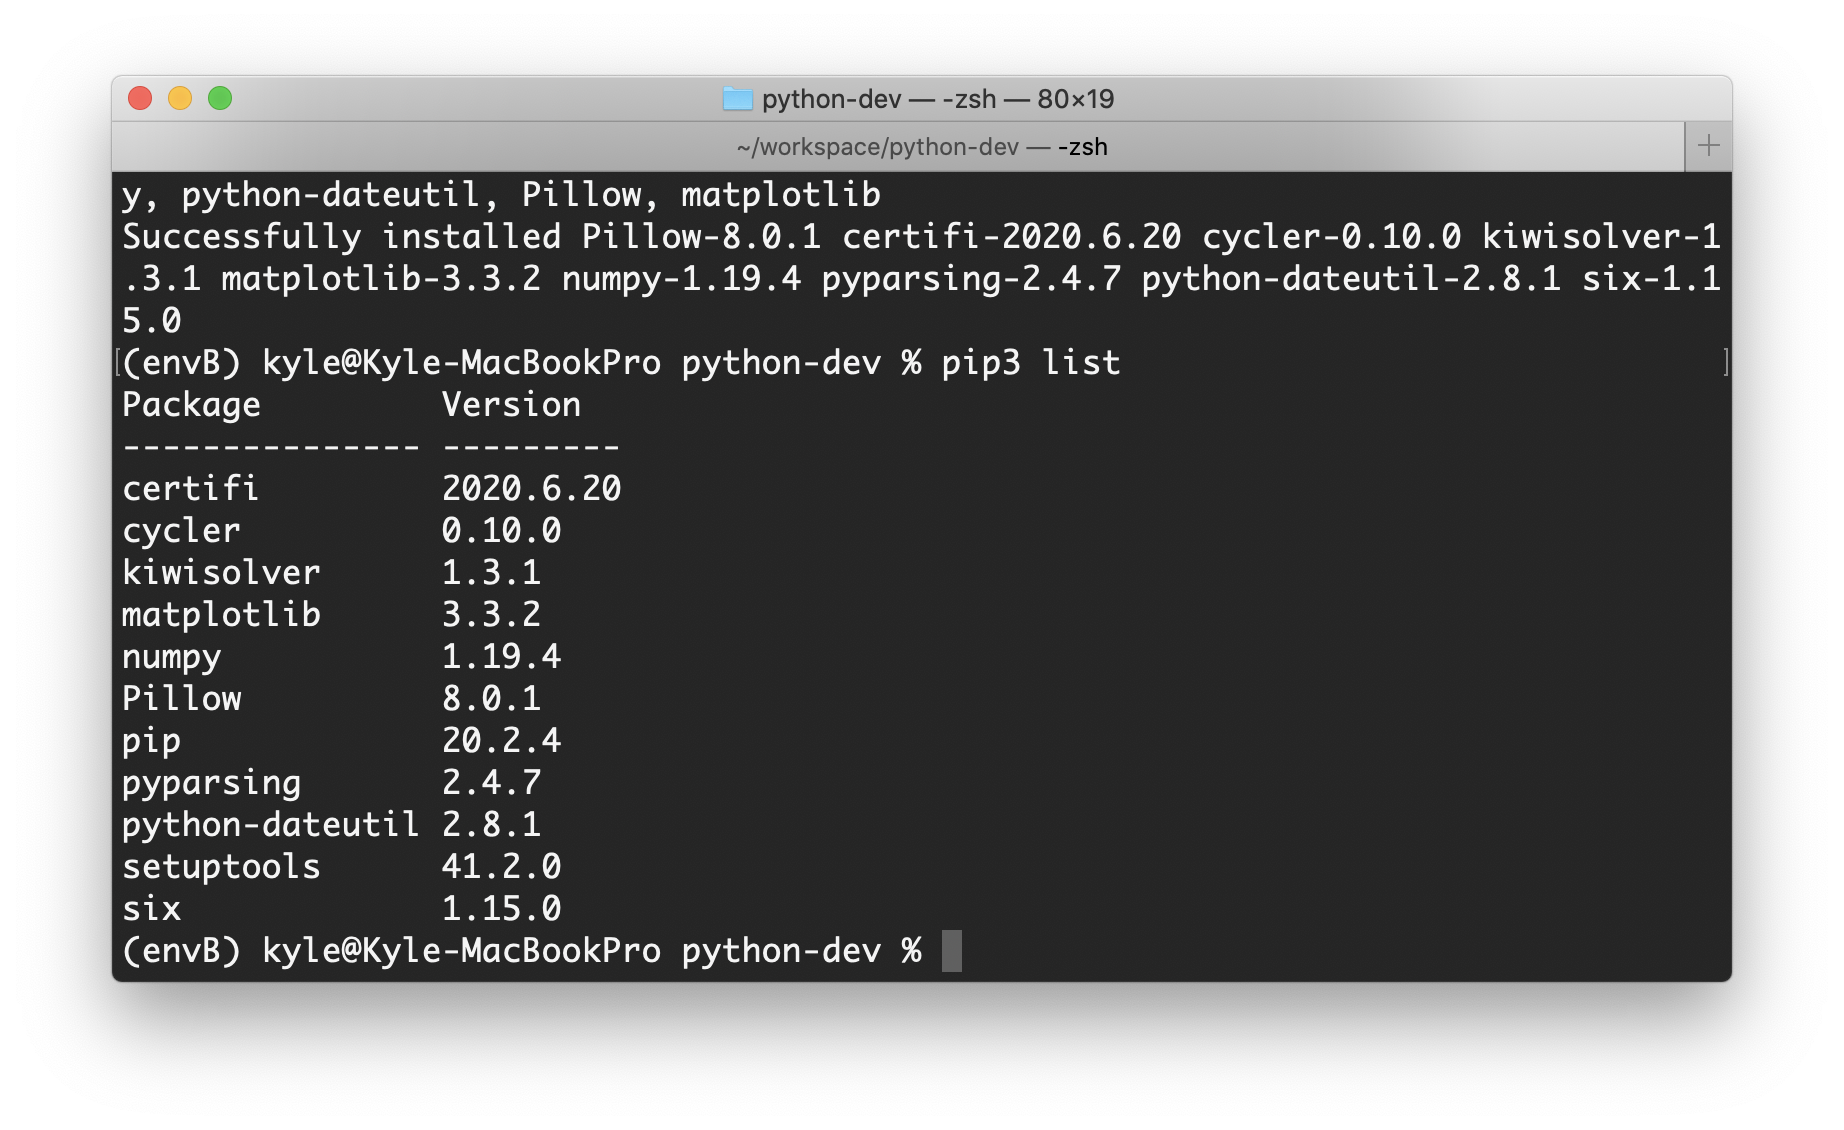 python-dev — -zsh — 80×19
~/workspace/python-dev — -zsh
y, python-dateutil, Pillow, matplotlib
Successfully installed Pillow-8.0.1 certifi-2020.6.20 cycler-0.10.0 kiwisolver-1
.3.1 matplotlib-3.3.2 numpy-1.19.4 pyparsing-2.4.7 python-dateutil-2.8.1 six-1.1
5.0
[(envB) kyle@Kyle-MacBookPro python-dev % pip3 list ]
Package         Version
--------------- ---------
certifi         2020.6.20
cycler          0.10.0
kiwisolver      1.3.1
matplotlib      3.3.2
numpy           1.19.4
Pillow          8.0.1
pip             20.2.4
pyparsing       2.4.7
python-dateutil 2.8.1
setuptools      41.2.0
six             1.15.0
(envB) kyle@Kyle-MacBookPro python-dev %